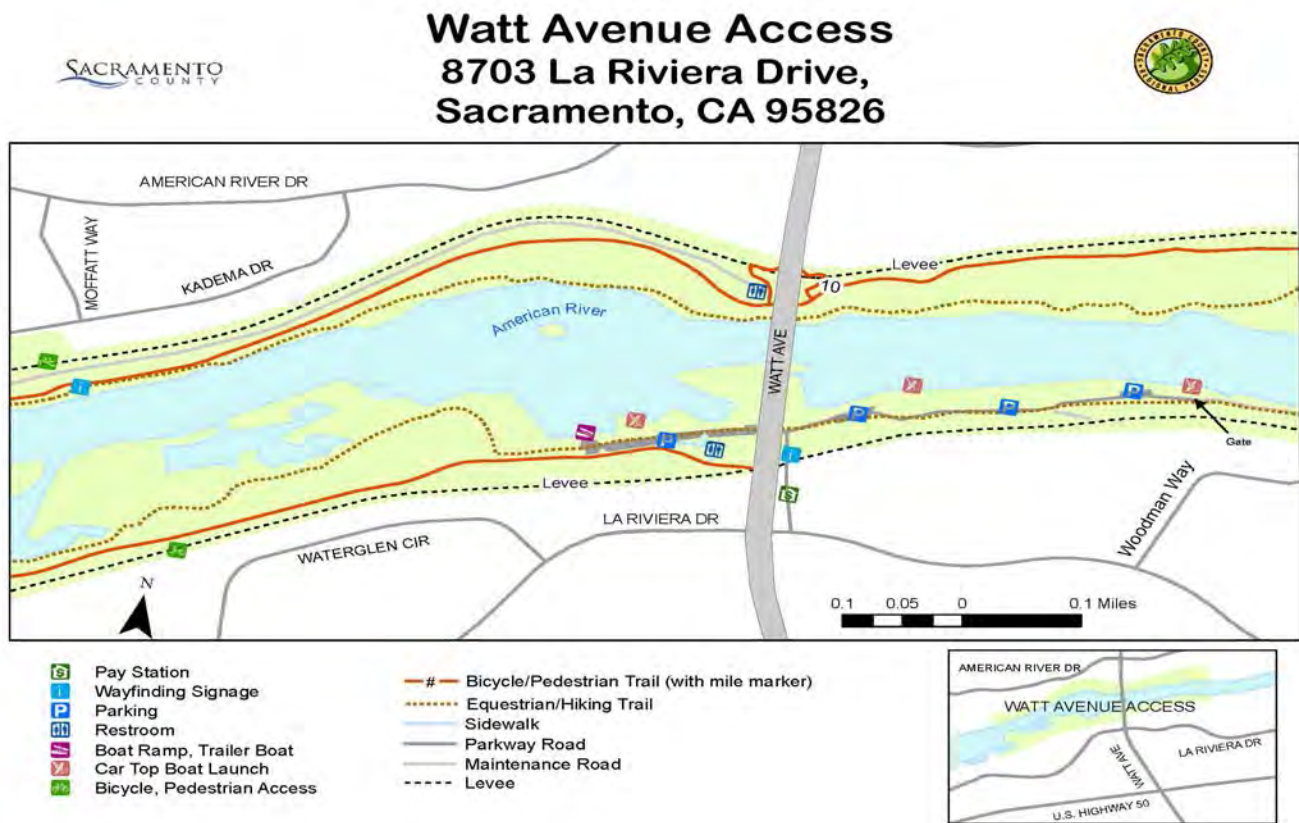 Watt Avenue Access
8703 La Riviera Drive,
Sacramento, CA 95826
SACRAMENTO
COUNTY
SACRAMENTO COUNTY
REGIONAL PARKS
AMERICAN RIVER DR
MOFFATT WAY
KADEMA DR
Levee
10
American River
WATT AVE
i
P
P
P
P
Gate
i
S
Levee
LA RIVIERA DR
Woodman Way
WATERGLEN CIR
N
0.1 0.05 0 0.1 Miles
S Pay Station
i Wayfinding Signage
P Parking
Restroom
Boat Ramp, Trailer Boat
Car Top Boat Launch
Bicycle, Pedestrian Access
# Bicycle/Pedestrian Trail (with mile marker)
Equestrian/Hiking Trail
Sidewalk
Parkway Road
Maintenance Road
Levee
AMERICAN RIVER DR
WATT AVENUE ACCESS
LA RIVIERA DR
WATT AVE
U.S. HIGHWAY 50